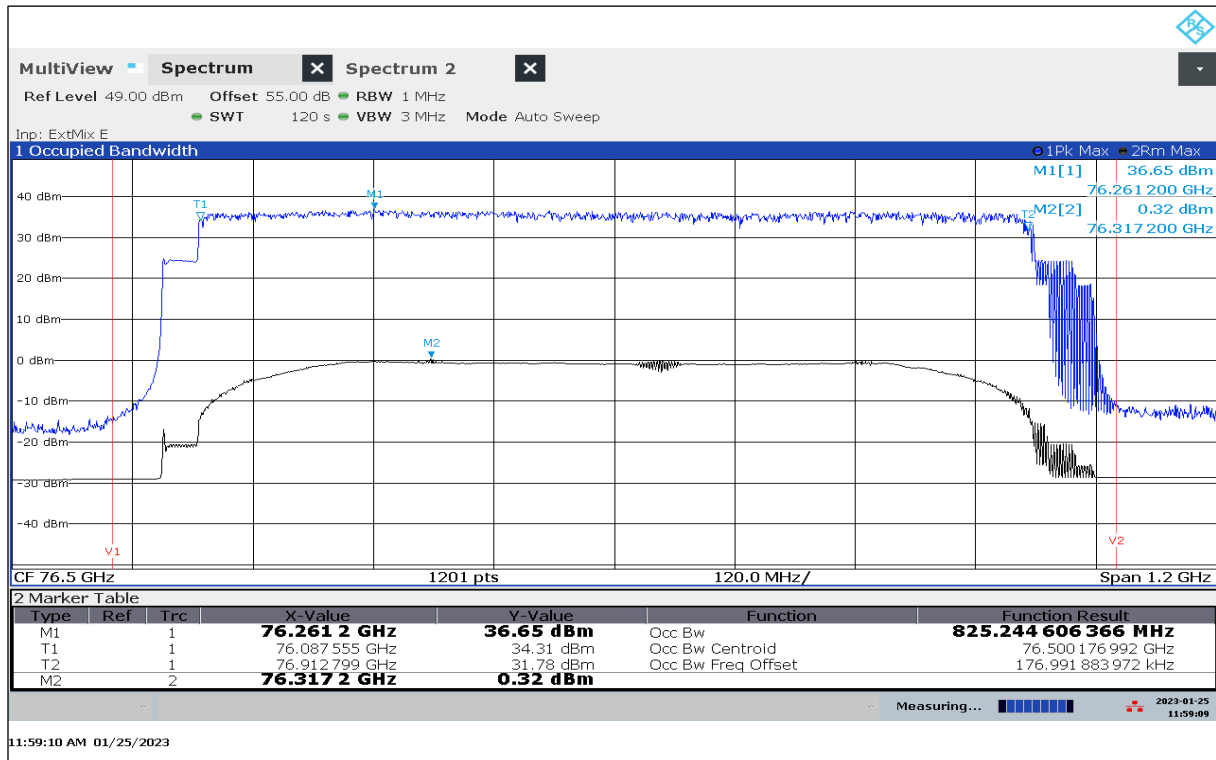 R&S
MultiView Spectrum X Spectrum 2 X
Ref Level 49.00 dBm Offset 55.00 dB RBW 1 MHz
SWT 120 s VBW 3 MHz Mode Auto Sweep
Inp: ExtMix E
1 Occupied Bandwidth 1Pk Max 2Rm Max
M1[1] 36.65 dBm
76.261 200 GHz
M2[2] 0.32 dBm
76.317 200 GHz
40 dBm
T1 M1 T2
30 dBm
20 dBm
10 dBm
M2
0 dBm
-10 dBm
-20 dBm
-30 dBm
-40 dBm
V1 V2
CF 76.5 GHz 1201 pts 120.0 MHz/ Span 1.2 GHz
2 Marker Table
Type Ref Trc X-Value Y-Value Function Function Result
M1 1 76.261 2 GHz 36.65 dBm Occ Bw 825.244 606 366 MHz
T1 1 76.087 555 GHz 34.31 dBm Occ Bw Centroid 76.500 176 992 GHz
T2 1 76.912 799 GHz 31.78 dBm Occ Bw Freq Offset 176.991 883 972 kHz
M2 2 76.317 2 GHz 0.32 dBm
Measuring... 2023-01-25
11:59:09
11:59:10 AM 01/25/2023